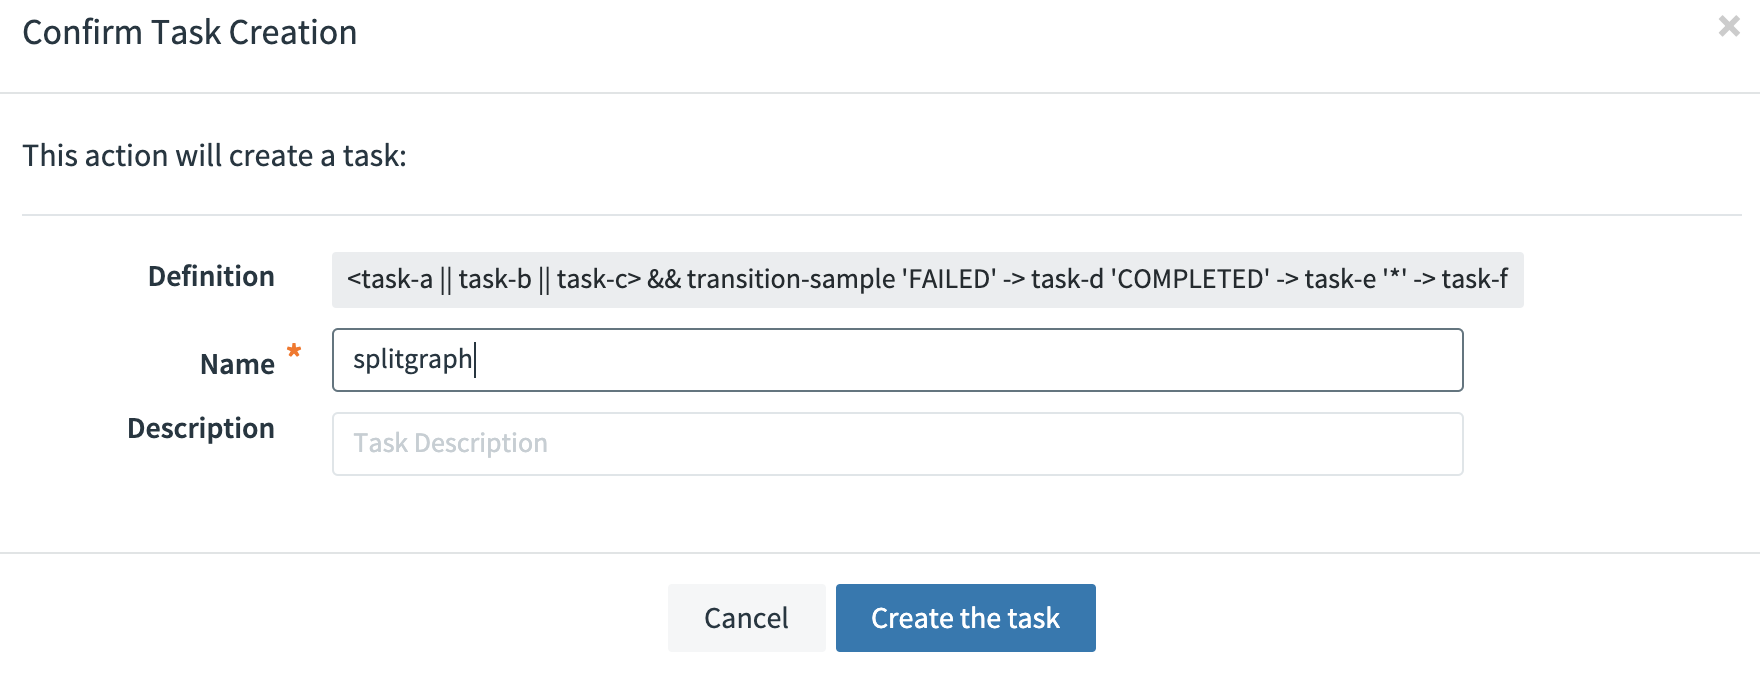 Confirm Task Creation
×
This action will create a task:
Definition <task-a || task-b || task-c> && transition-sample 'FAILED' -> task-d 'COMPLETED' -> task-e '*' -> task-f
Name * splitgraph
Description Task Description
Cancel Create the task